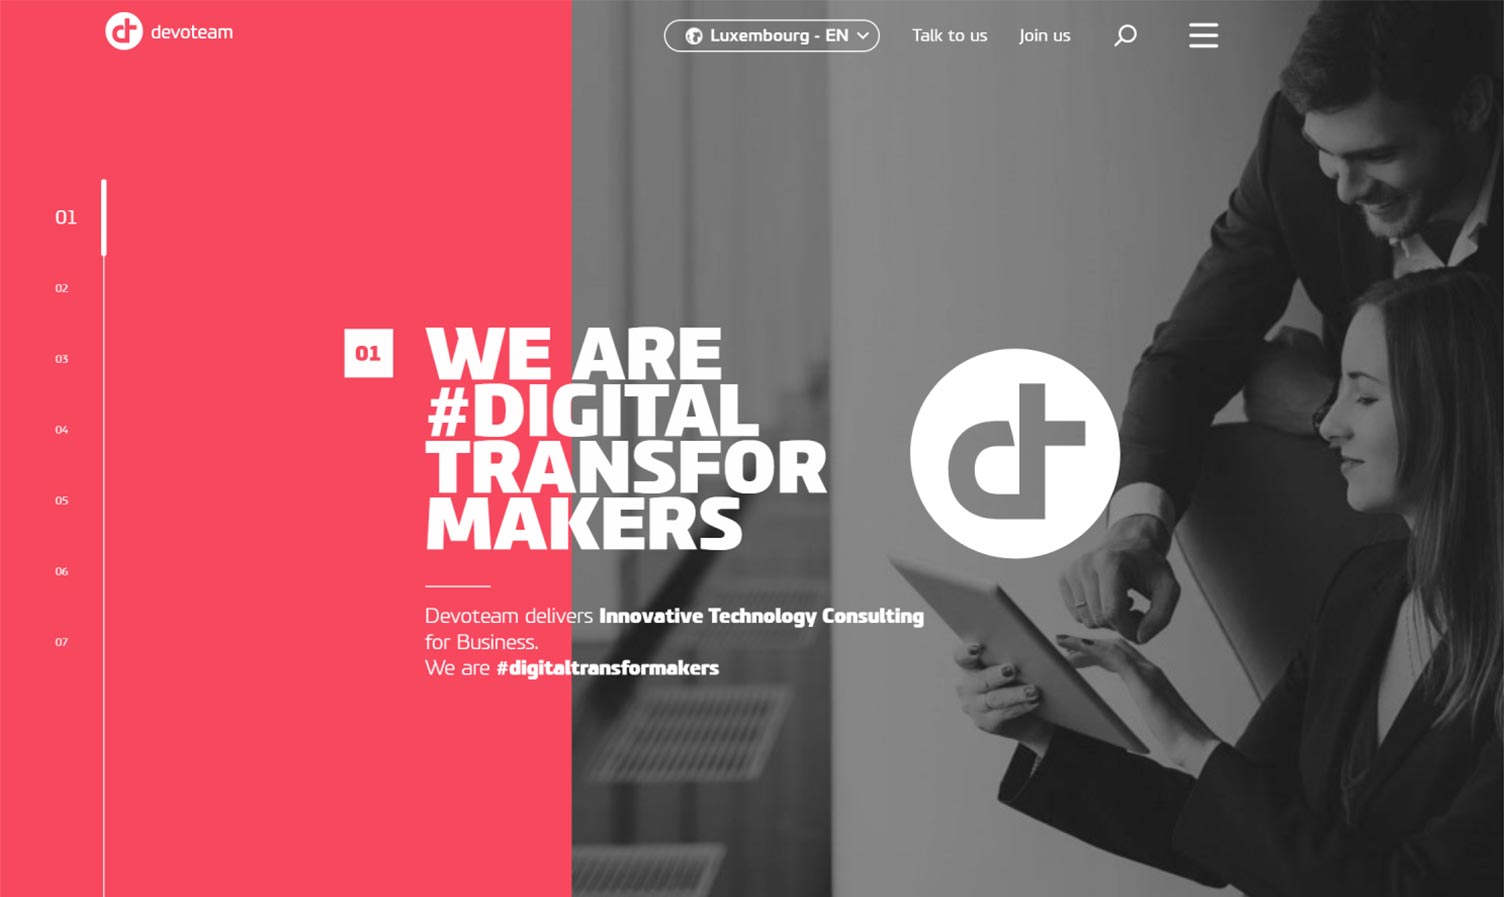 devoteam
Luxembourg - EN
Talk to us
Join us
01
02
03
04
05
06
07
01
WE ARE
#DIGITAL
TRANSFOR
MAKERS
Devoteam delivers Innovative Technology Consulting
for Business.
We are #digitaltransformakers